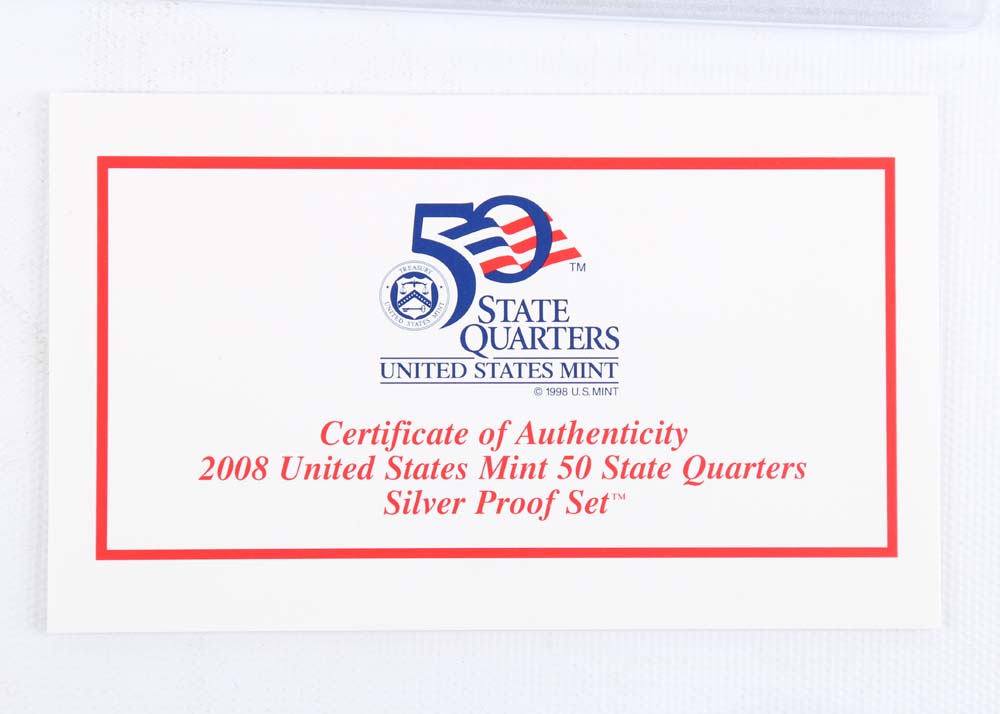 50 TM
TREASURY
UNITED STATES MINT
STATE
QUARTERS
UNITED STATES MINT
© 1998 U.S. MINT
Certificate of Authenticity
2008 United States Mint 50 State Quarters
Silver Proof Set™